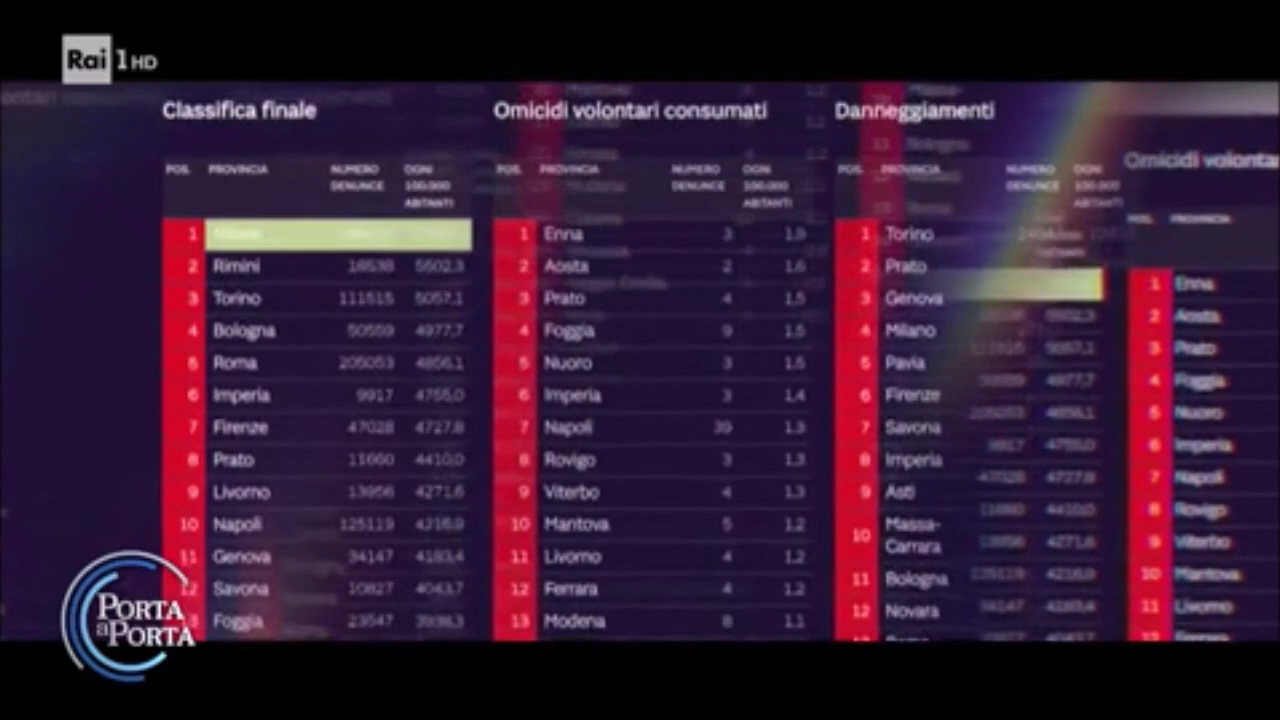 Rai 1 HD
Classifica finale
POS. PROVINCIA NUMERO DENUNCE OGNI 100.000 ABITANTI
1
2 Rimini 18538 5502,3
3 Torino 111515 5057,1
4 Bologna 50559 4977,7
5 Roma 205053 4856,1
6 Imperia 9917 4755,0
7 Firenze 47028 4727,8
8 Prato 11660 4410,0
9 Livorno 13956 4271,6
10 Napoli 125119 4216,9
11 Genova 34147 4183,4
12 Savona 10827 4043,7
13 Foggia 23547 3938,3
Omicidi volontari consumati
POS. PROVINCIA NUMERO DENUNCE OGNI 100.000 ABITANTI
1 Enna 3 1,9
2 Aosta 2 1,6
3 Prato 4 1,5
4 Foggia 9 1,5
5 Nuoro 3 1,5
6 Imperia 3 1,4
7 Napoli 39 1,3
8 Rovigo 3 1,3
9 Viterbo 4 1,3
10 Mantova 5 1,2
11 Livorno 4 1,2
12 Ferrara 4 1,2
13 Modena 8 1,1
Danneggiamenti
POS. PROVINCIA NUMERO DENUNCE OGNI 100.000 ABITANTI
1 Torino
2 Prato
3 Genova
4 Milano
5 Pavia
6 Firenze
7 Savona
8 Imperia
9 Asti
10 Massa-
Carrara
11 Bologna
12 Novara
Omicidi volonta
POS. PROVINCIA
1 Enna
2 Aosta
3 Prato
4 Foggia
5 Nuoro
6 Imperia
7 Napoli
8 Rovigo
9 Viterbo
10 Mantova
11 Livorno
12 Ferrara
PORTA
a PORTA